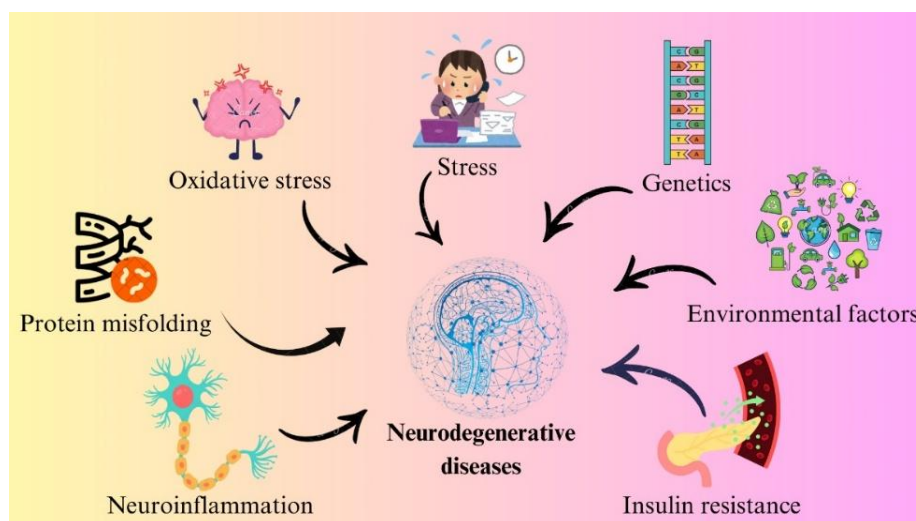 Oxidative stress
Stress
Genetics
C G
A T
C G
G C
A T
C G
T A
T A
Protein misfolding
Environmental factors
Neurodegenerative
diseases
Neuroinflammation
Insulin resistance